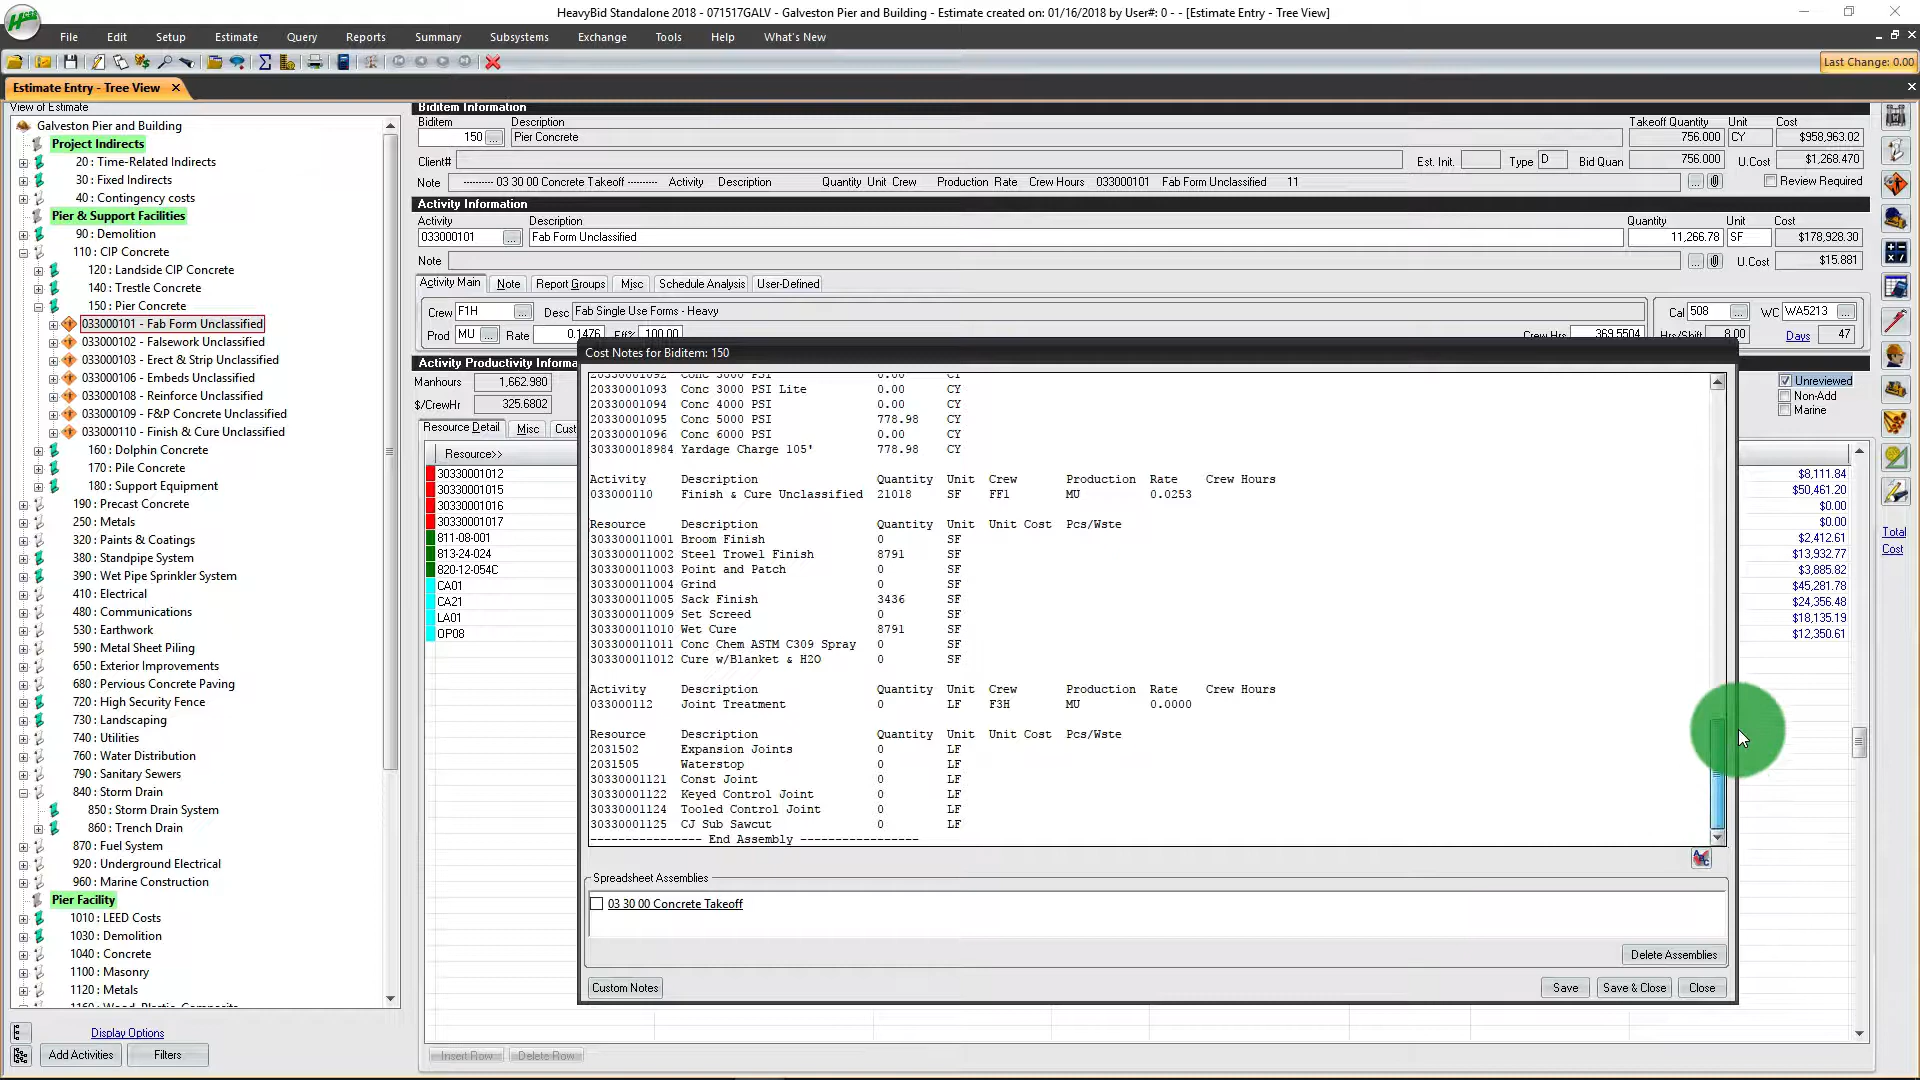 HeavyBid Standalone 2018 - 071517GALV - Galveston Pier and Building - Estimate created on: 01/16/2018 by User#: 0 - - [Estimate Entry - Tree View]
File Edit Setup Estimate Query Reports Summary Subsystems Exchange Tools Help What's New
Last Change: 0.00
Estimate Entry - Tree View
View of Estimate
Galveston Pier and Building
Project Indirects
20 : Time-Related Indirects
30 : Fixed Indirects
40 : Contingency costs
Pier & Support Facilities
90 : Demolition
110 : CIP Concrete
120 : Landside CIP Concrete
140 : Trestle Concrete
150 : Pier Concrete
033000101 - Fab Form Unclassified
033000102 - Falsework Unclassified
033000103 - Erect & Strip Unclassified
033000106 - Embeds Unclassified
033000108 - Reinforce Unclassified
033000109 - F&P Concrete Unclassified
033000110 - Finish & Cure Unclassified
160 : Dolphin Concrete
170 : Pile Concrete
180 : Support Equipment
190 : Precast Concrete
250 : Metals
320 : Paints & Coatings
380 : Standpipe System
390 : Wet Pipe Sprinkler System
410 : Electrical
480 : Communications
530 : Earthwork
590 : Metal Sheet Piling
650 : Exterior Improvements
680 : Pervious Concrete Paving
720 : High Security Fence
730 : Landscaping
740 : Utilities
760 : Water Distribution
790 : Sanitary Sewers
840 : Storm Drain
850 : Storm Drain System
860 : Trench Drain
870 : Fuel System
920 : Underground Electrical
960 : Marine Construction
Pier Facility
1010 : LEED Costs
1030 : Demolition
1040 : Concrete
1100 : Masonry
1120 : Metals
Display Options
Add Activities Filters
Biditem Information
Biditem Description Takeoff Quantity Unit Cost
150 ... Pier Concrete 756.000 CY $958,963.02
Client# Est. Init. Type D Bid Quan 756.000 U.Cost $1,268.470
Note ---------- 03 30 00 Concrete Takeoff ---------- Activity Description Quantity Unit Crew Production Rate Crew Hours 033000101 Fab Form Unclassified 11 ... Review Required
Activity Information
Activity Description Quantity Unit Cost
033000101 ... Fab Form Unclassified 11,266.78 SF $178,928.30
Note ... U.Cost $15.881
Activity Main Note Report Groups Misc Schedule Analysis User-Defined
Crew F1H ... Desc Fab Single Use Forms - Heavy Cal 508 ... WC WA5213 ...
Prod MU ... Rate 0.1476 Eff% 100.00 Crew Hrs 369.5504 Hrs/Shift 8.00 Days 47
Activity Productivity Informa
Manhours 1,662.980
$/CrewHr 325.6802
Unreviewed
Non-Add
Marine
Resource Detail Misc Cust
Resource>>
30330001012 $8,111.84
30330001015 $50,461.20
30330001016 $0.00
30330001017 $0.00
811-08-001 $2,412.61
813-24-024 $13,932.77
820-12-054C $3,885.82
CA01 $45,281.78
CA21 $24,356.48
LA01 $18,135.19
OP08 $12,350.61
Total
Cost
Insert Row Delete Row
Cost Notes for Biditem: 150
20330001092 Conc 3000 PSI 0.00 CY
20330001093 Conc 3000 PSI Lite 0.00 CY
20330001094 Conc 4000 PSI 0.00 CY
20330001095 Conc 5000 PSI 778.98 CY
20330001096 Conc 6000 PSI 0.00 CY
303300018984 Yardage Charge 105' 778.98 CY
Activity Description Quantity Unit Crew Production Rate Crew Hours
033000110 Finish & Cure Unclassified 21018 SF FF1 MU 0.0253
Resource Description Quantity Unit Unit Cost Pcs/Wste
303300011001 Broom Finish 0 SF
303300011002 Steel Trowel Finish 8791 SF
303300011003 Point and Patch 0 SF
303300011004 Grind 0 SF
303300011005 Sack Finish 3436 SF
303300011009 Set Screed 0 SF
303300011010 Wet Cure 8791 SF
303300011011 Conc Chem ASTM C309 Spray 0 SF
303300011012 Cure w/Blanket & H2O 0 SF
Activity Description Quantity Unit Crew Production Rate Crew Hours
033000112 Joint Treatment 0 LF F3H MU 0.0000
Resource Description Quantity Unit Unit Cost Pcs/Wste
2031502 Expansion Joints 0 LF
2031505 Waterstop 0 LF
30330001121 Const Joint 0 LF
30330001122 Keyed Control Joint 0 LF
30330001124 Tooled Control Joint 0 LF
30330001125 CJ Sub Sawcut 0 LF
---------------- End Assembly -----------------
Spreadsheet Assemblies
03 30 00 Concrete Takeoff
Delete Assemblies
Custom Notes Save Save & Close Close